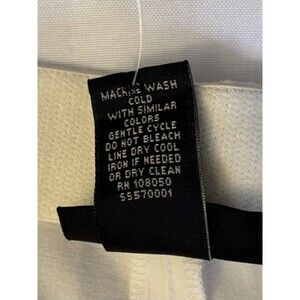 MACHINE WASH
COLD
WITH SIMILAR
COLORS
GENTLE CYCLE
DO NOT BLEACH
LINE DRY COOL
IRON IF NEEDED
OR DRY CLEAN
RN 108050
SS570001